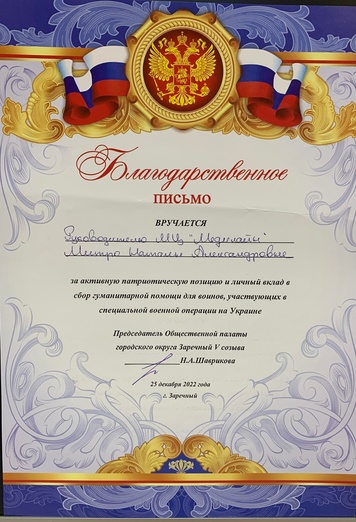 Благодарственное
ПИСЬМО
ВРУЧАЕТСЯ
Руководителю
Наталье Александровне
за активную патриотическую позицию и личный вклад в
сбор гуманитарной помощи для воинов, участвующих в
специальной военной операции на Украине
Председатель Общественной палаты
городского округа Заречный V созыва
Н.А.Шаврикова
25 декабря 2022 года
г. Заречный